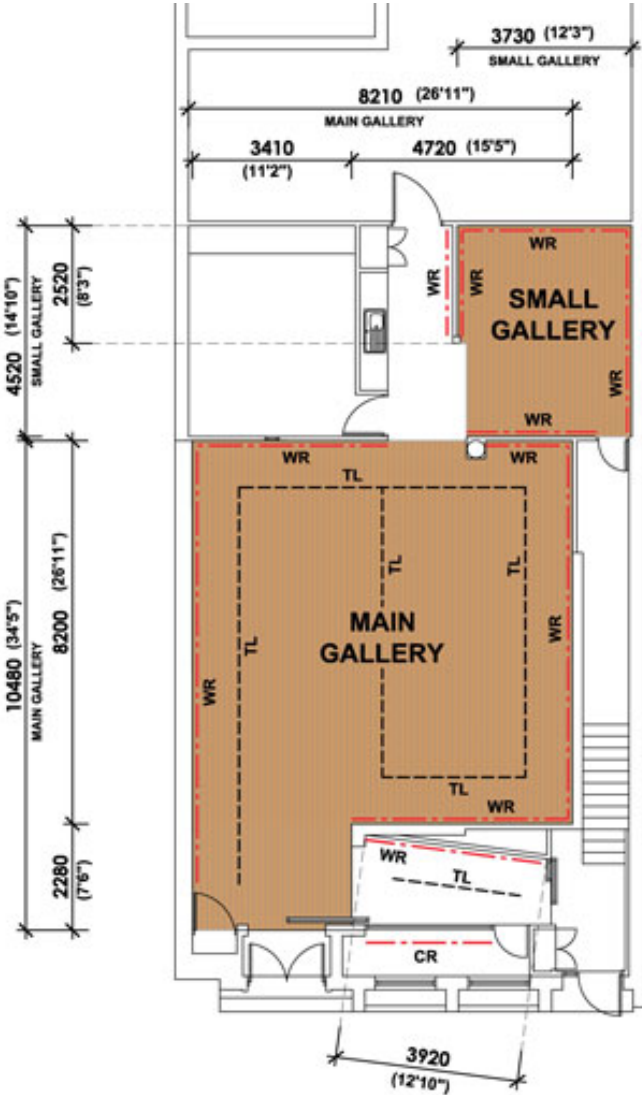 3730 (12'3")
SMALL GALLERY
8210 (26'11")
MAIN GALLERY
3410
(11'2")
4720 (15'5")
2520
(8'3")
4520 (14'10")
SMALL GALLERY
WR
WR
WR
SMALL
GALLERY
WR
WR
WR
WR
TL
TL
TL
TL
MAIN
GALLERY
WR
WR
TL
WR
8200 (26'11")
10480 (34'5")
MAIN GALLERY
2280
(7'6")
WR
TL
CR
3920
(12'10")